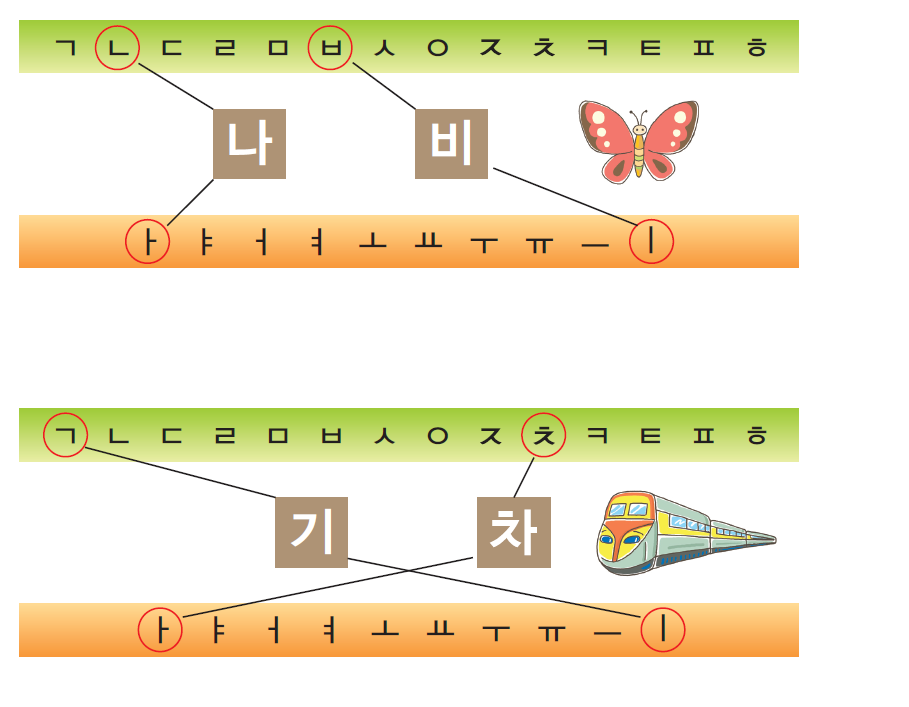 ㄱ ㄴ ㄷ ㄹ ㅁ ㅂ ㅅ ㅇ ㅈ ㅊ ㅋ ㅌ ㅍ ㅎ
나 비
ㅏ ㅑ ㅓ ㅕ ㅗ ㅛ ㅜ ㅠ ㅡ ㅣ
ㄱ ㄴ ㄷ ㄹ ㅁ ㅂ ㅅ ㅇ ㅈ ㅊ ㅋ ㅌ ㅍ ㅎ
기 차
ㅏ ㅑ ㅓ ㅕ ㅗ ㅛ ㅜ ㅠ ㅡ ㅣ